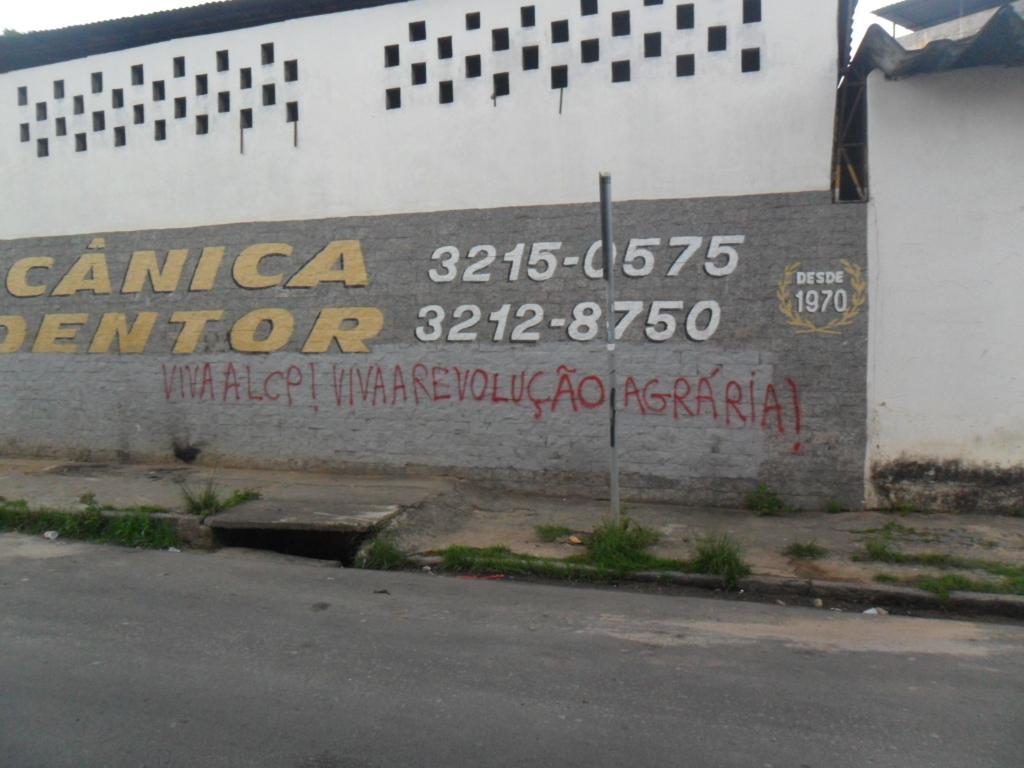 CÂNICA 3215-0575
DENTOR 3212-8750
DESDE
1970
VIVA A LCP! VIVA A REVOLUÇÃO AGRÁRIA!